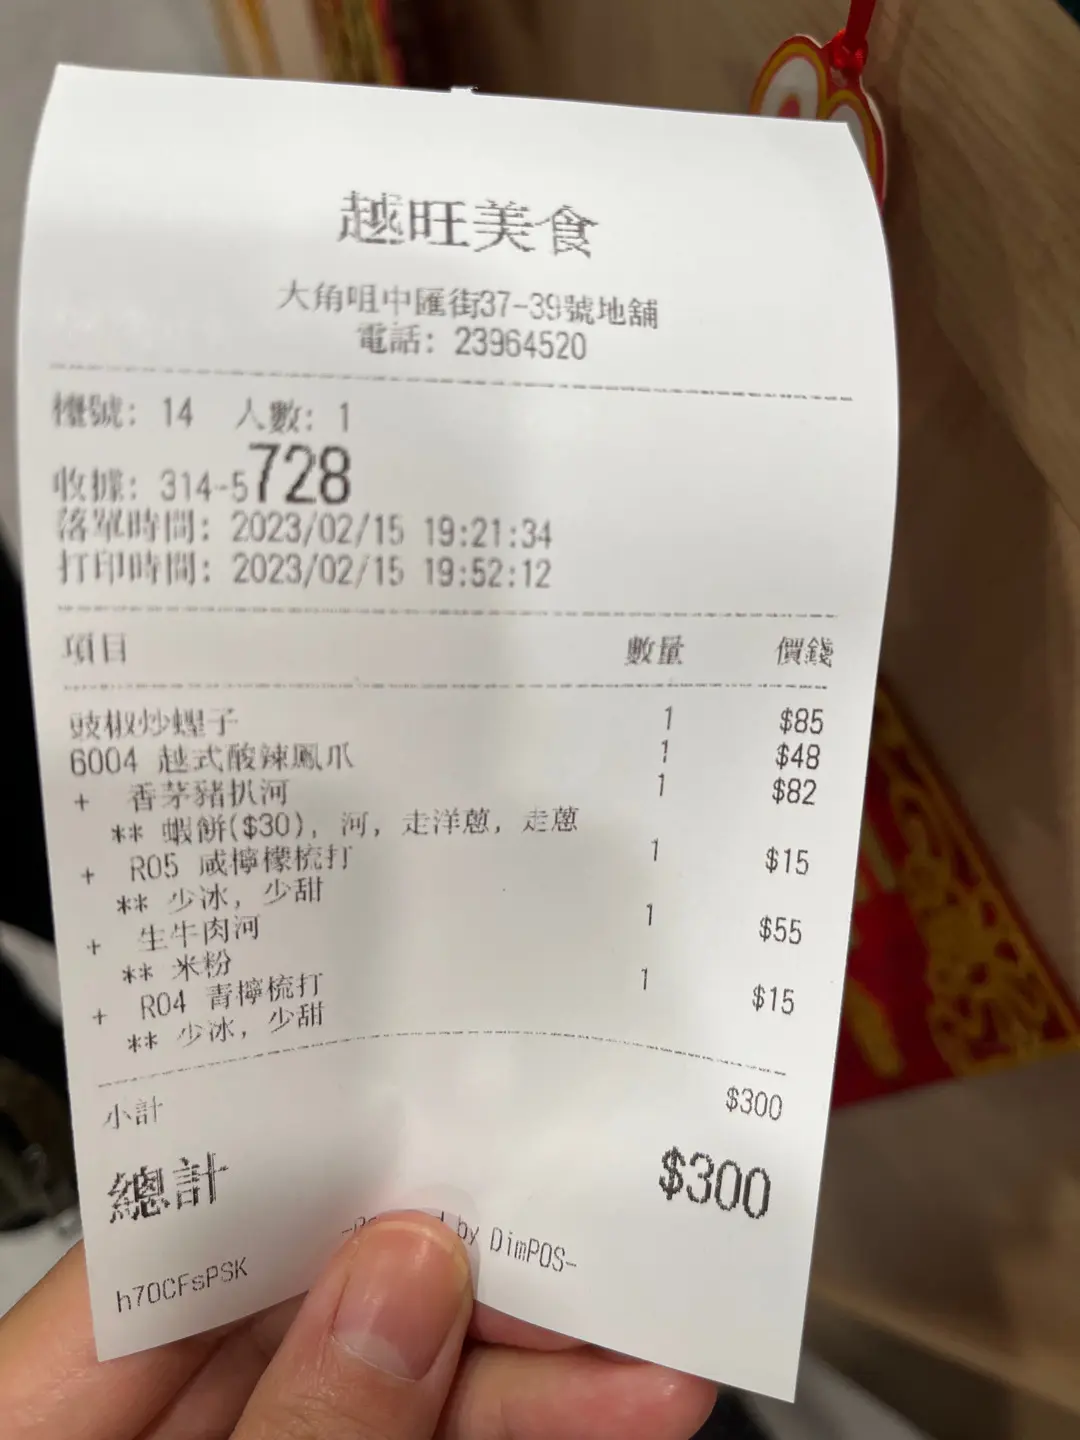 越旺美食
大角咀中匯街37-39號地舖
電話: 23964520
檯號: 14 人數: 1
收據: 314-5728
落單時間: 2023/02/15 19:21:34
打印時間: 2023/02/15 19:52:12
項目 數量 價錢
豉椒炒蟶子 1 $85
6004 越式酸辣鳳爪 1 $48
+ 香茅豬扒河 1 $82
** 蝦餅($30), 河, 走洋蔥, 走蔥
+ R05 咸檸檬梳打 1 $15
** 少冰, 少甜
+ 生牛肉河 1 $55
** 米粉
+ R04 青檸梳打 1 $15
** 少冰, 少甜
小計 $300
總計 $300
by DimPOS-
h70CFsPSK